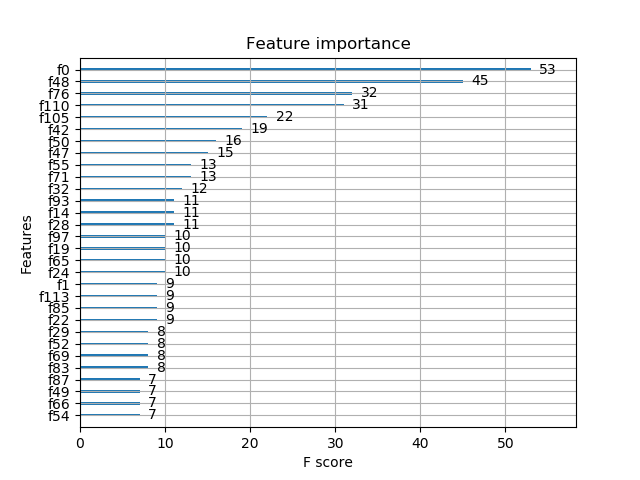 Feature importance
f0 53
f48 45
f76 32
f110 31
f105 22
f42 19
f50 16
f47 15
f55 13
f71 13
f32 12
f93 11
f14 11
f28 11
f97 10
f19 10
f65 10
f24 10
f1 9
f113 9
f85 9
f22 9
f29 8
f52 8
f69 8
f83 8
f87 7
f49 7
f66 7
f54 7
Features
0 10 20 30 40 50
F score